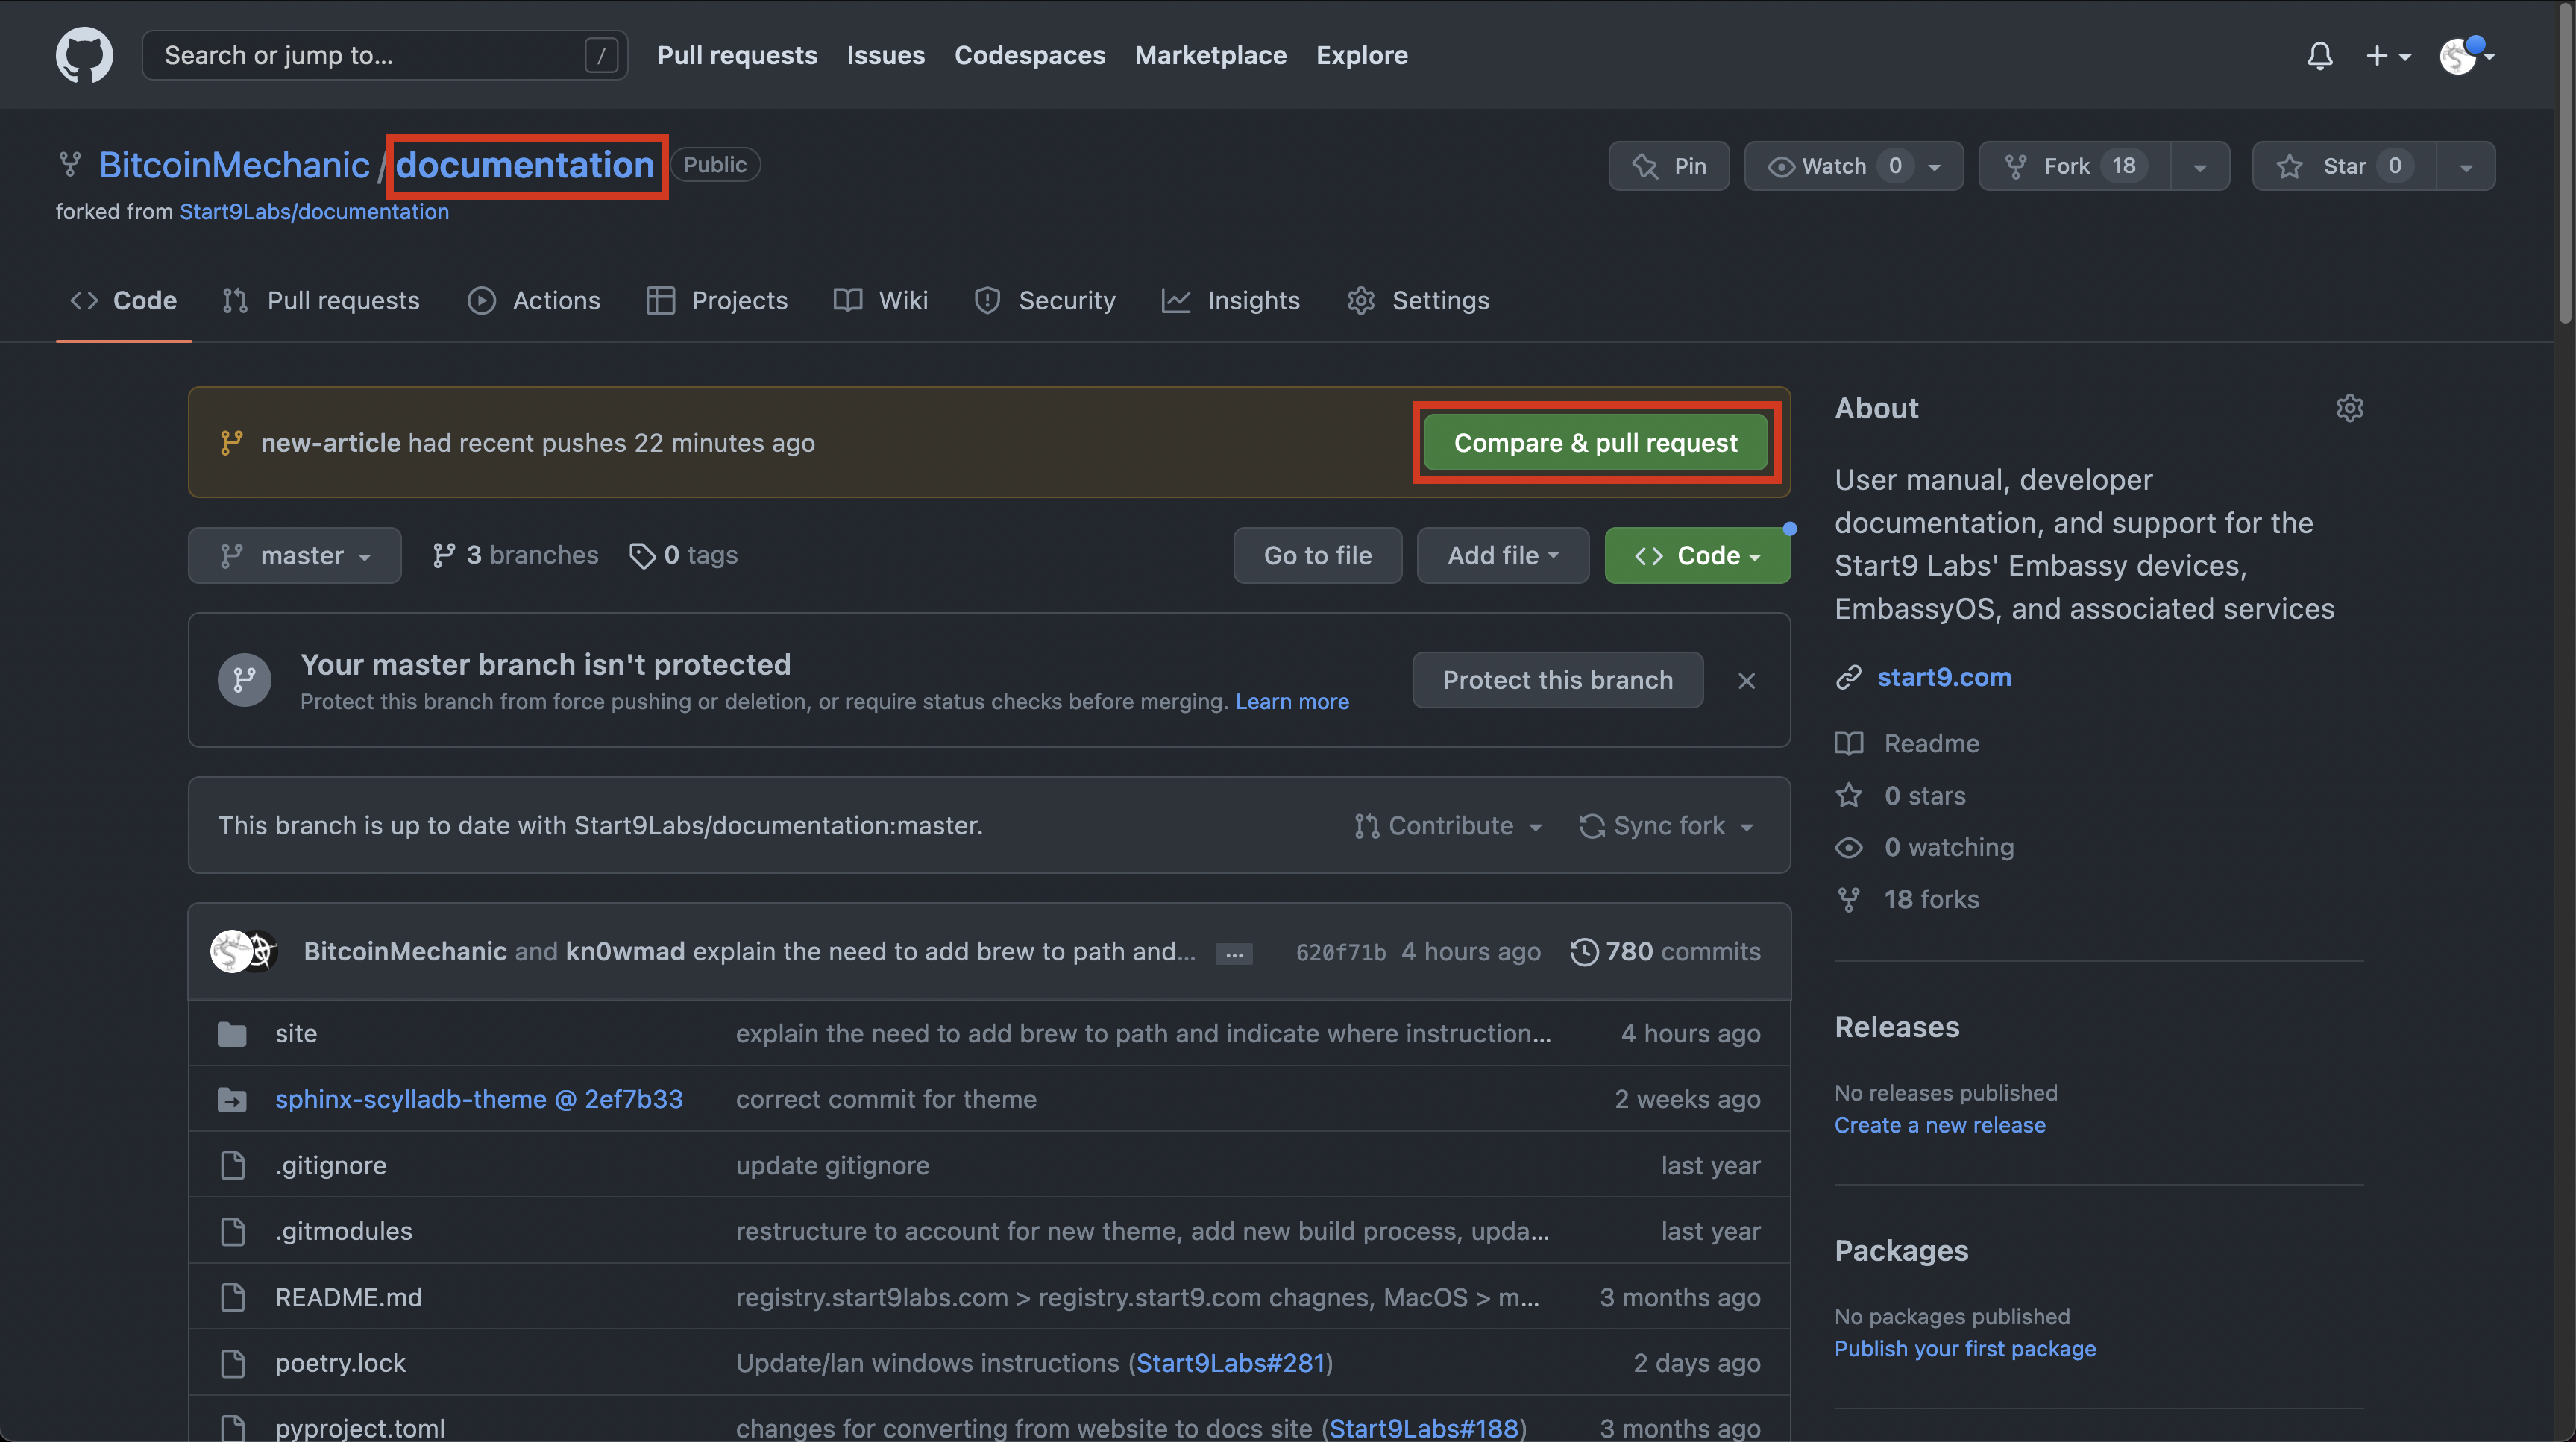 Search or jump to... / Pull requests Issues Codespaces Marketplace Explore
BitcoinMechanic / documentation Public Pin Watch 0 Fork 18 Star 0
forked from Start9Labs/documentation
Code Pull requests Actions Projects Wiki Security Insights Settings
new-article had recent pushes 22 minutes ago Compare & pull request
master 3 branches 0 tags Go to file Add file Code
Your master branch isn't protected
Protect this branch from force pushing or deletion, or require status checks before merging. Learn more
Protect this branch
This branch is up to date with Start9Labs/documentation:master. Contribute Sync fork
BitcoinMechanic and kn0wmad explain the need to add brew to path and... ... 620f71b 4 hours ago 780 commits
site explain the need to add brew to path and indicate where instruction... 4 hours ago
sphinx-scylladb-theme @ 2ef7b33 correct commit for theme 2 weeks ago
.gitignore update gitignore last year
.gitmodules restructure to account for new theme, add new build process, upda... last year
README.md registry.start9labs.com > registry.start9.com chagnes, MacOS > m... 3 months ago
poetry.lock Update/lan windows instructions (Start9Labs#281) 2 days ago
pyproject.toml changes for converting from website to docs site (Start9Labs#188) 3 months ago
About
User manual, developer
documentation, and support for the
Start9 Labs' Embassy devices,
EmbassyOS, and associated services
start9.com
Readme
0 stars
0 watching
18 forks
Releases
No releases published
Create a new release
Packages
No packages published
Publish your first package